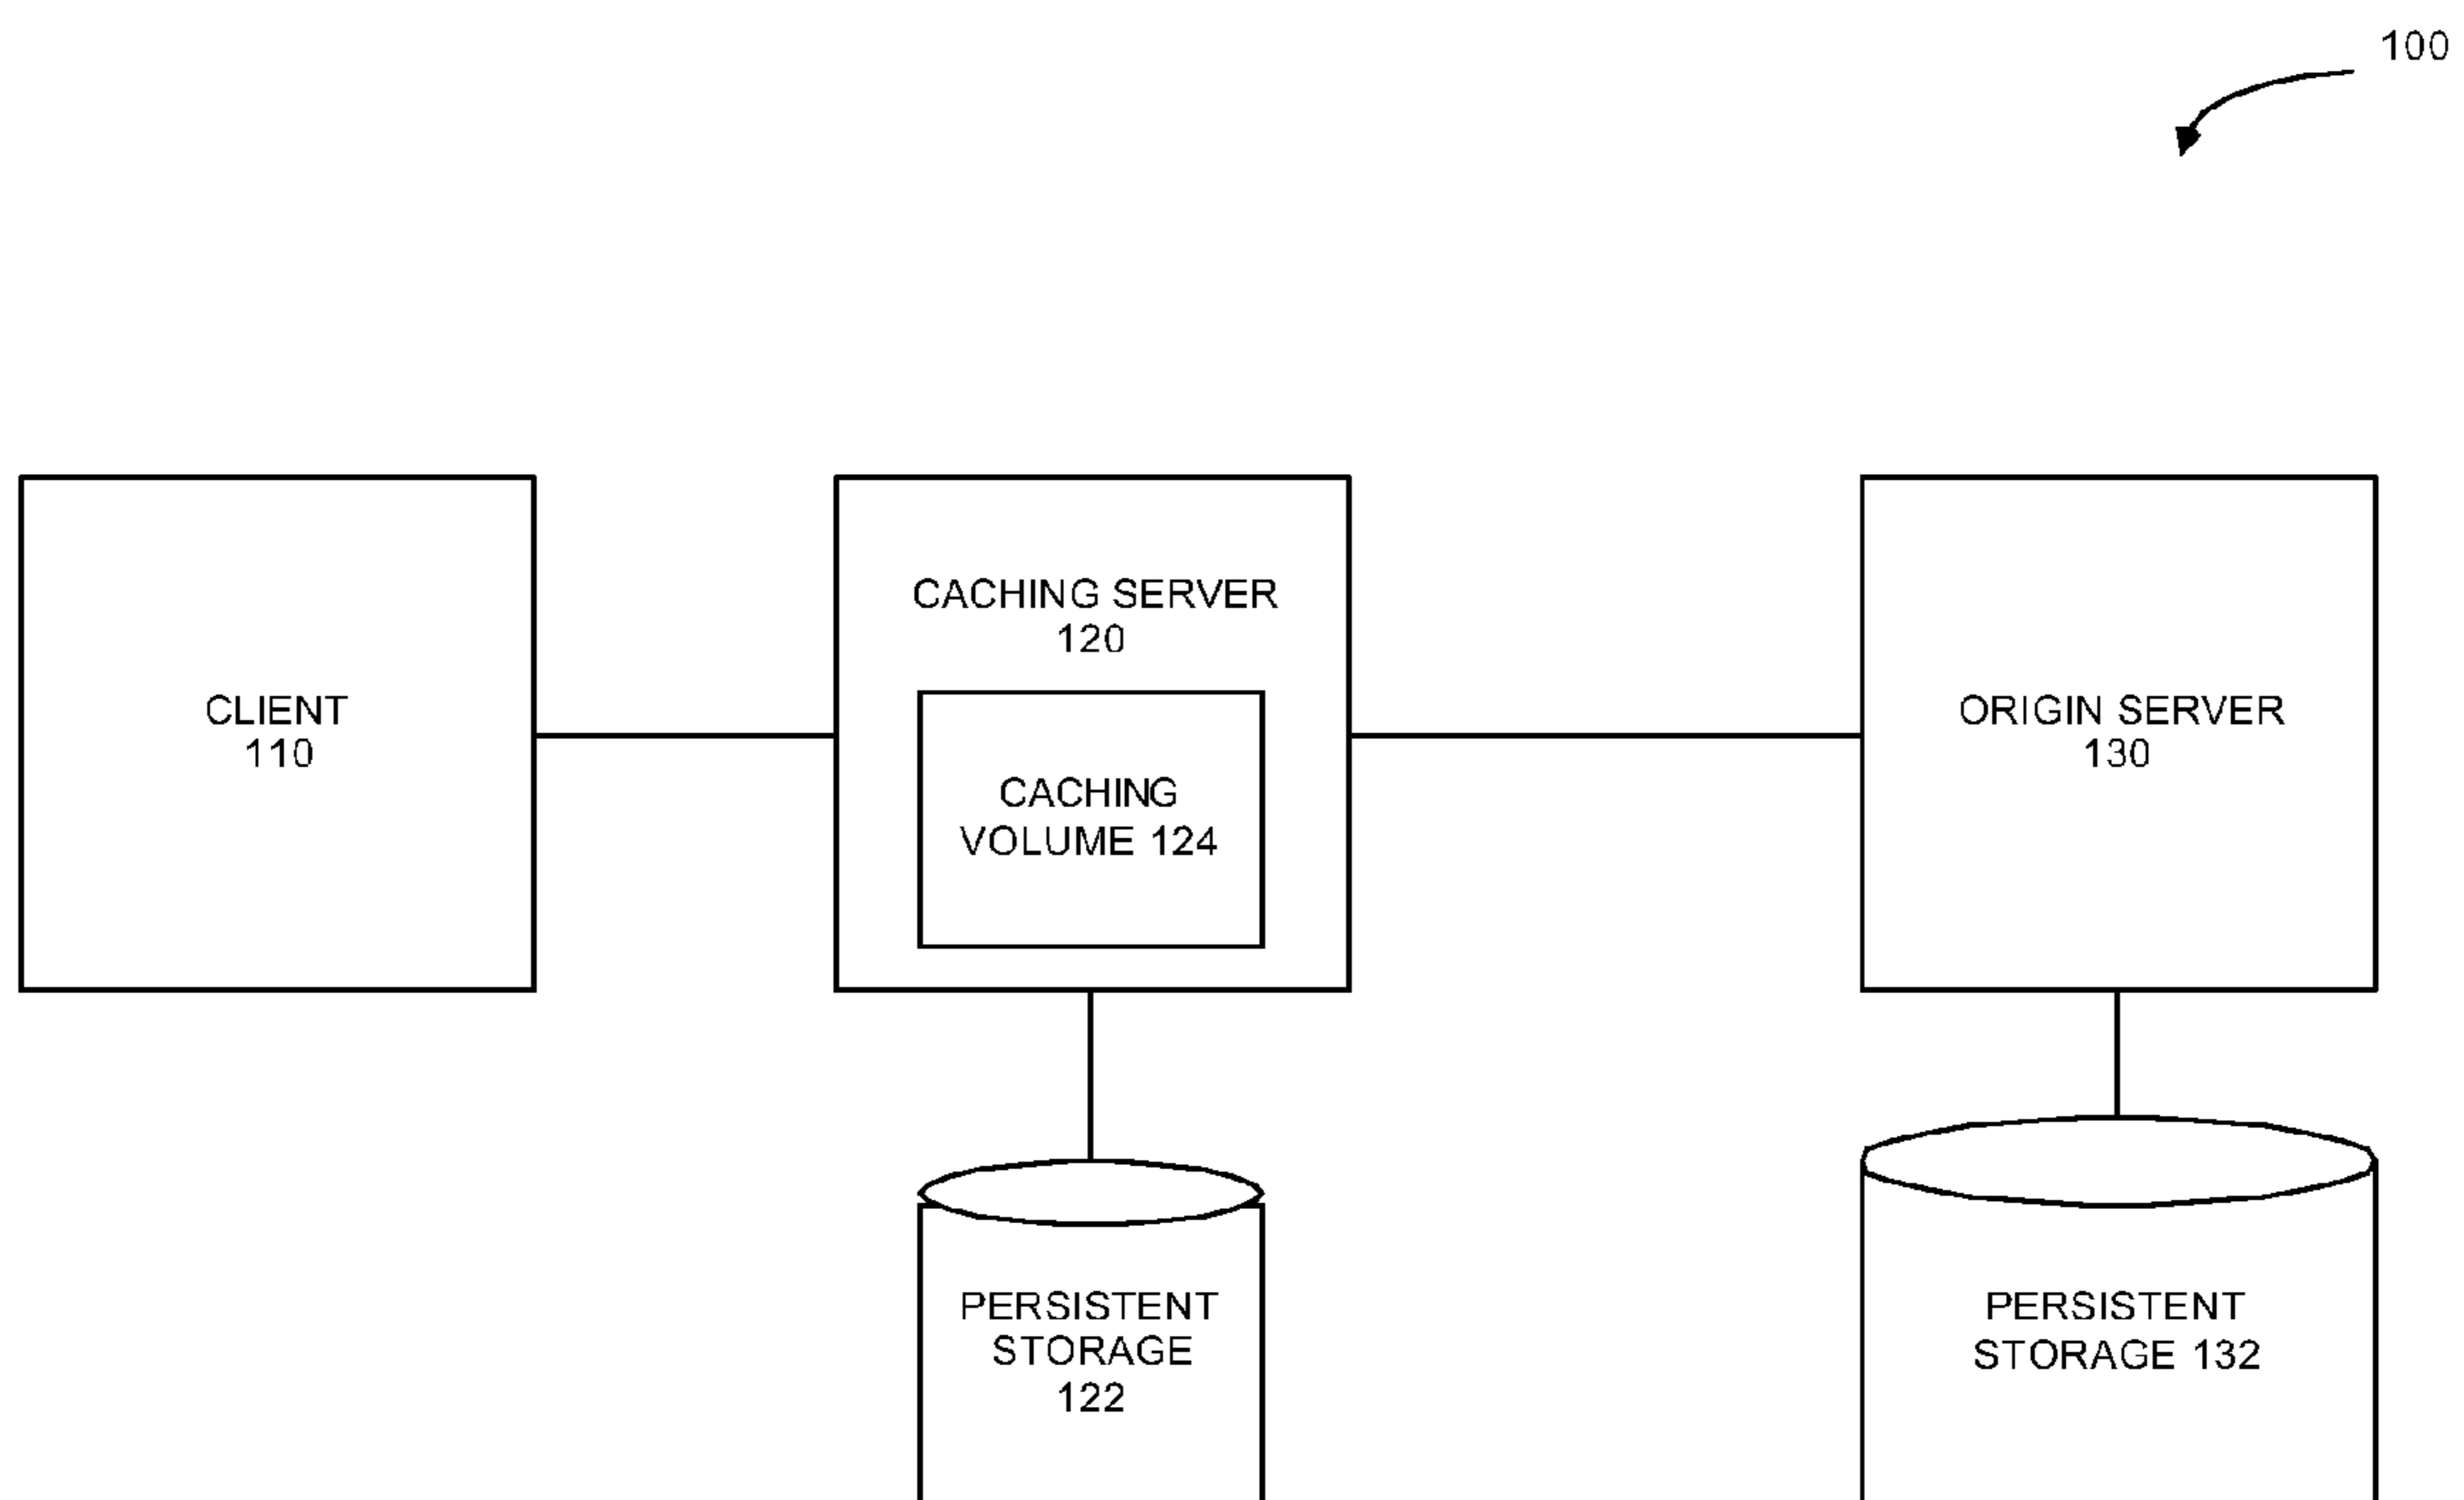 100
CLIENT
110
CACHING SERVER
120
CACHING
VOLUME 124
ORIGIN SERVER
130
PERSISTENT
STORAGE
122
PERSISTENT
STORAGE 132